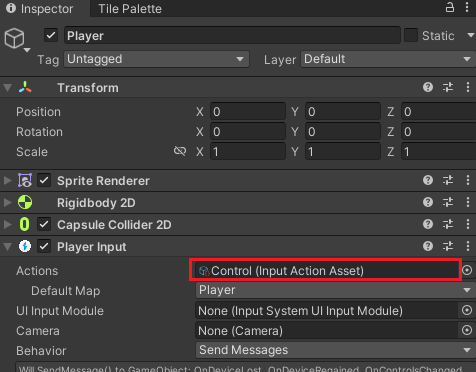 Inspector Tile Palette
Player Static
Tag Untagged Layer Default
Transform
Position X 0 Y 0 Z 0
Rotation X 0 Y 0 Z 0
Scale X 1 Y 1 Z 1
Sprite Renderer
Rigidbody 2D
Capsule Collider 2D
Player Input
Actions Control (Input Action Asset)
Default Map Player
UI Input Module None (Input System UI Input Module)
Camera None (Camera)
Behavior Send Messages
Will SendMessage() to GameObject: OnDeviceLost, OnDeviceRegained, OnControlsChanged